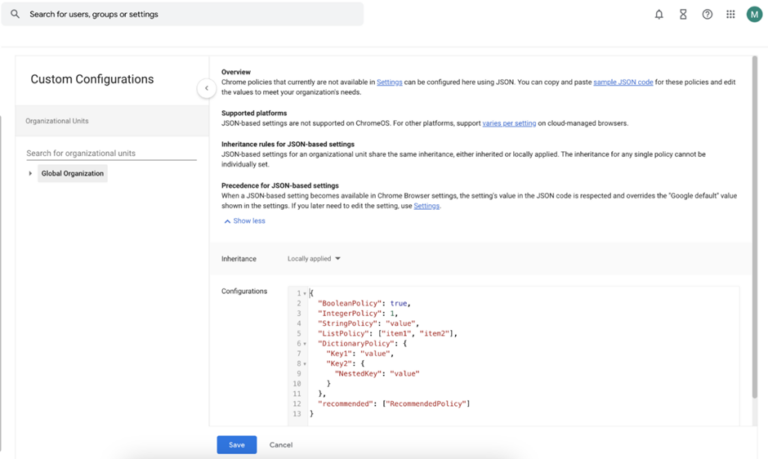 Search for users, groups or settings
M
Custom Configurations
Organizational Units
Search for organizational units
Global Organization
Overview
Chrome policies that currently are not available in Settings can be configured here using JSON. You can copy and paste sample JSON code for these policies and edit
the values to meet your organization's needs.
Supported platforms
JSON-based settings are not supported on ChromeOS. For other platforms, support varies per setting on cloud-managed browsers.
Inheritance rules for JSON-based settings
JSON-based settings for an organizational unit share the same inheritance, either inherited or locally applied. The inheritance for any single policy cannot be
individually set.
Precedence for JSON-based settings
When a JSON-based setting becomes available in Chrome Browser settings, the setting's value in the JSON code is respected and overrides the "Google default" value
shown in the settings. If you later need to edit the setting, use Settings.
Show less
Inheritance
Locally applied
Configurations
1 {
2 "BooleanPolicy": true,
3 "IntegerPolicy": 1,
4 "StringPolicy": "value",
5 "ListPolicy": ["item1", "item2"],
6 "DictionaryPolicy": {
7 "Key1": "value",
8 "Key2": {
9 "NestedKey": "value"
10 }
11 },
12 "recommended": ["RecommendedPolicy"]
13 }
Save
Cancel